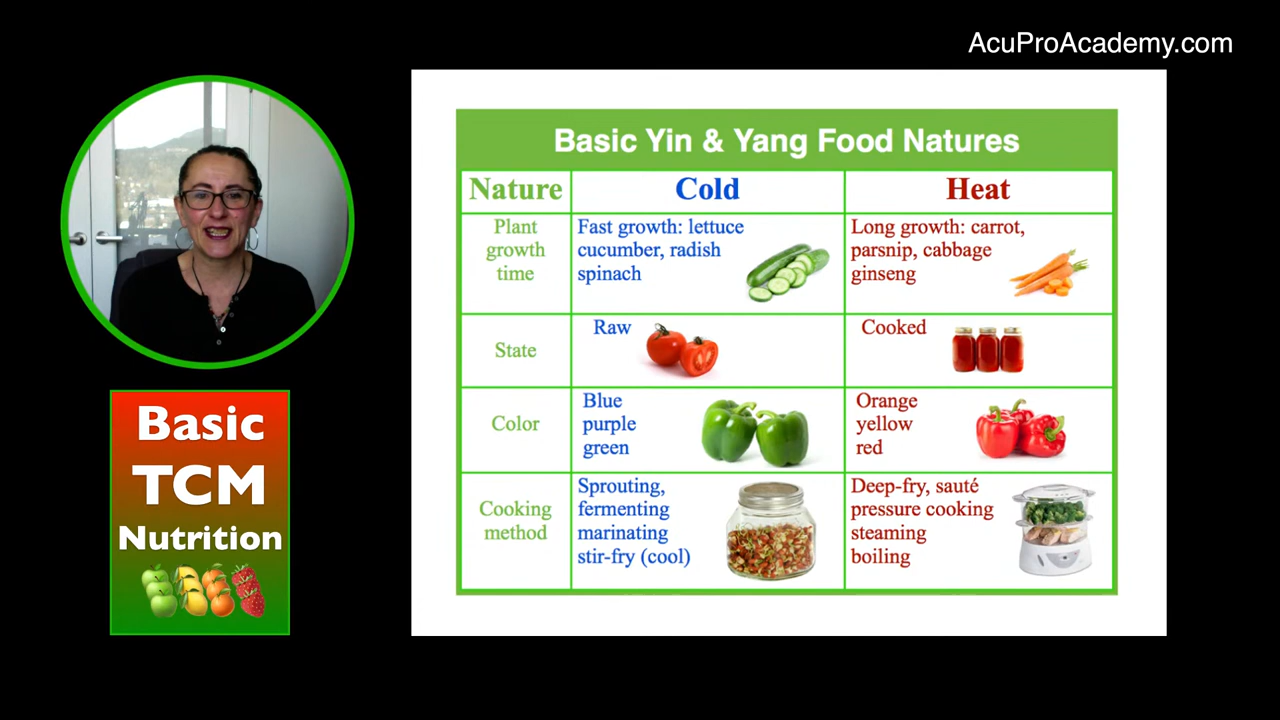 AcuProAcademy.com
Basic Yin & Yang Food Natures
Nature
Cold
Heat
Plant
growth
time
Fast growth: lettuce
cucumber, radish
spinach
Long growth: carrot,
parsnip, cabbage
ginseng
State
Raw
Cooked
Color
Blue
purple
green
Orange
yellow
red
Cooking
method
Sprouting,
fermenting
marinating
stir-fry (cool)
Deep-fry, sauté
pressure cooking
steaming
boiling
Basic
TCM
Nutrition